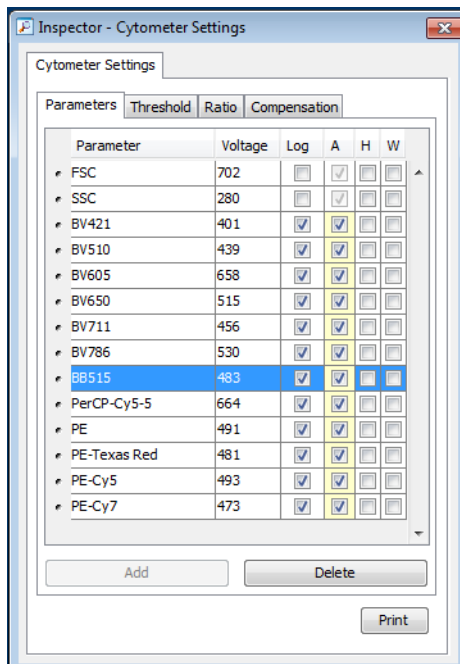 Inspector - Cytometer Settings
Cytometer Settings
Parameters Threshold Ratio Compensation
Parameter Voltage Log A H W
FSC 702
SSC 280
BV421 401
BV510 439
BV605 658
BV650 515
BV711 456
BV786 530
BB515 483
PerCP-Cy5-5 664
PE 491
PE-Texas Red 481
PE-Cy5 493
PE-Cy7 473
Add Delete
Print